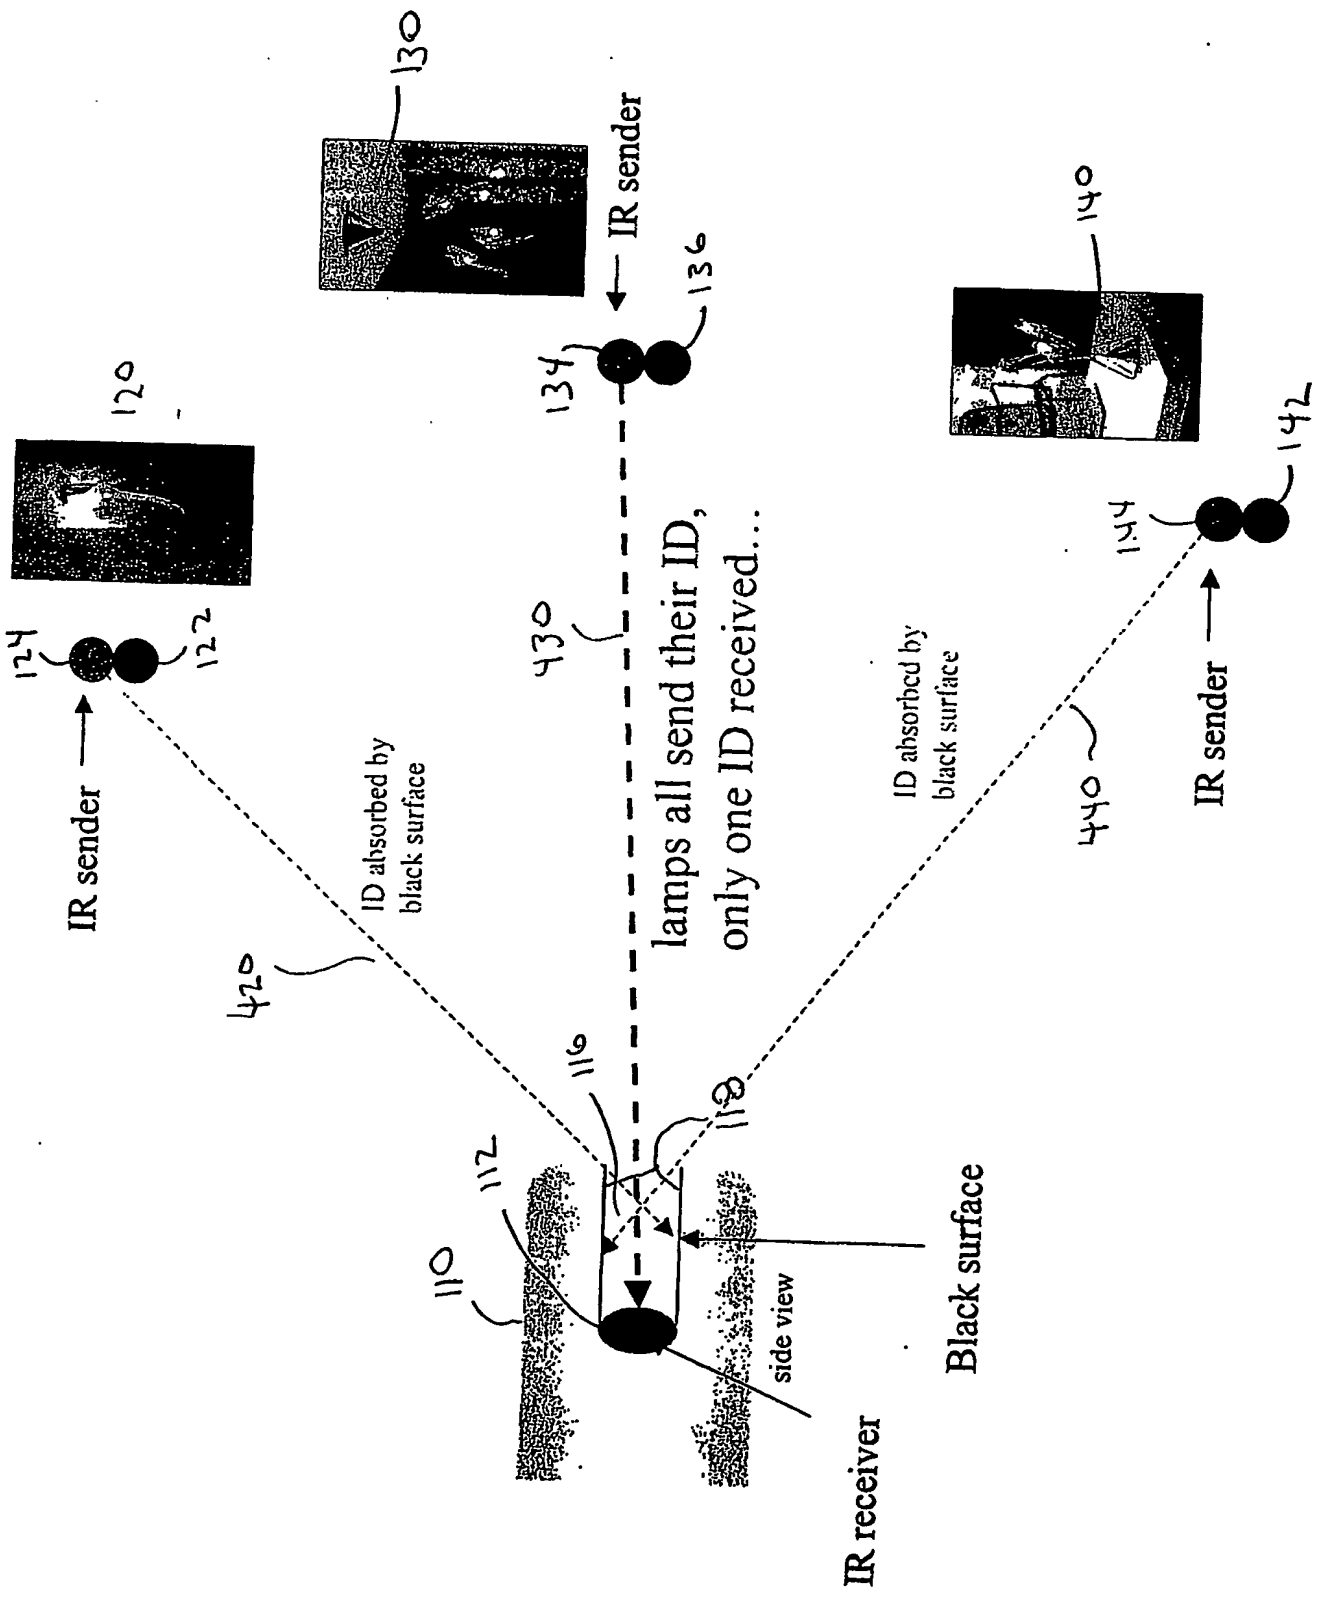 124
122
IR sender
120
130
IR sender
134
136
420
ID absorbed by
black surface
430
lamps all send their ID,
only one ID received...
140
144
142
IR sender
ID absorbed by
black surface
440
110
112
116
118
side view
IR receiver
Black surface